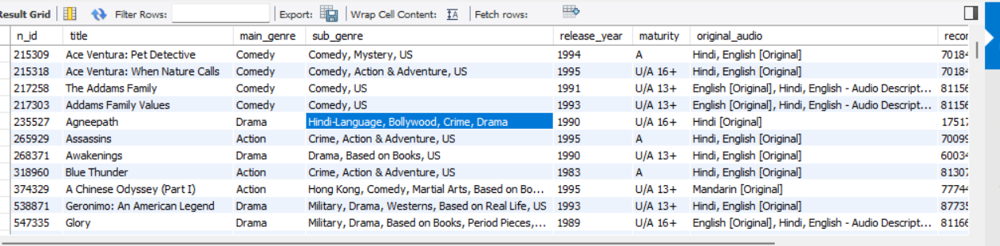 Result Grid Filter Rows: Export: Wrap Cell Content: Fetch rows:
n_id title main_genre sub_genre release_year maturity original_audio recor
215309 Ace Ventura: Pet Detective Comedy Comedy, Mystery, US 1994 A Hindi, English [Original] 70184
215318 Ace Ventura: When Nature Calls Comedy Comedy, Action & Adventure, US 1995 U/A 16+ Hindi, English [Original] 70184
217258 The Addams Family Comedy Comedy, US 1991 U/A 13+ English [Original], Hindi, English - Audio Descript... 81156
217303 Addams Family Values Comedy Comedy, US 1993 U/A 13+ English [Original], Hindi, English - Audio Descript... 81156
235527 Agneepath Drama Hindi-Language, Bollywood, Crime, Drama 1990 U/A 16+ Hindi [Original] 17517
265929 Assassins Action Crime, Action & Adventure, US 1995 A Hindi, English [Original] 70099
268371 Awakenings Drama Drama, Based on Books, US 1990 U/A 13+ Hindi, English [Original] 60034
318960 Blue Thunder Action Crime, Action & Adventure, US 1983 A Hindi, English [Original] 81307
374329 A Chinese Odyssey (Part I) Action Hong Kong, Comedy, Martial Arts, Based on Bo... 1995 U/A 13+ Mandarin [Original] 77744
538871 Geronimo: An American Legend Drama Military, Drama, Westerns, Based on Real Life, US 1993 U/A 13+ Hindi, English [Original] 87735
547335 Glory Drama Military, Drama, Based on Books, Period Pieces,... 1989 U/A 16+ English [Original], Hindi, English - Audio Descript... 81166